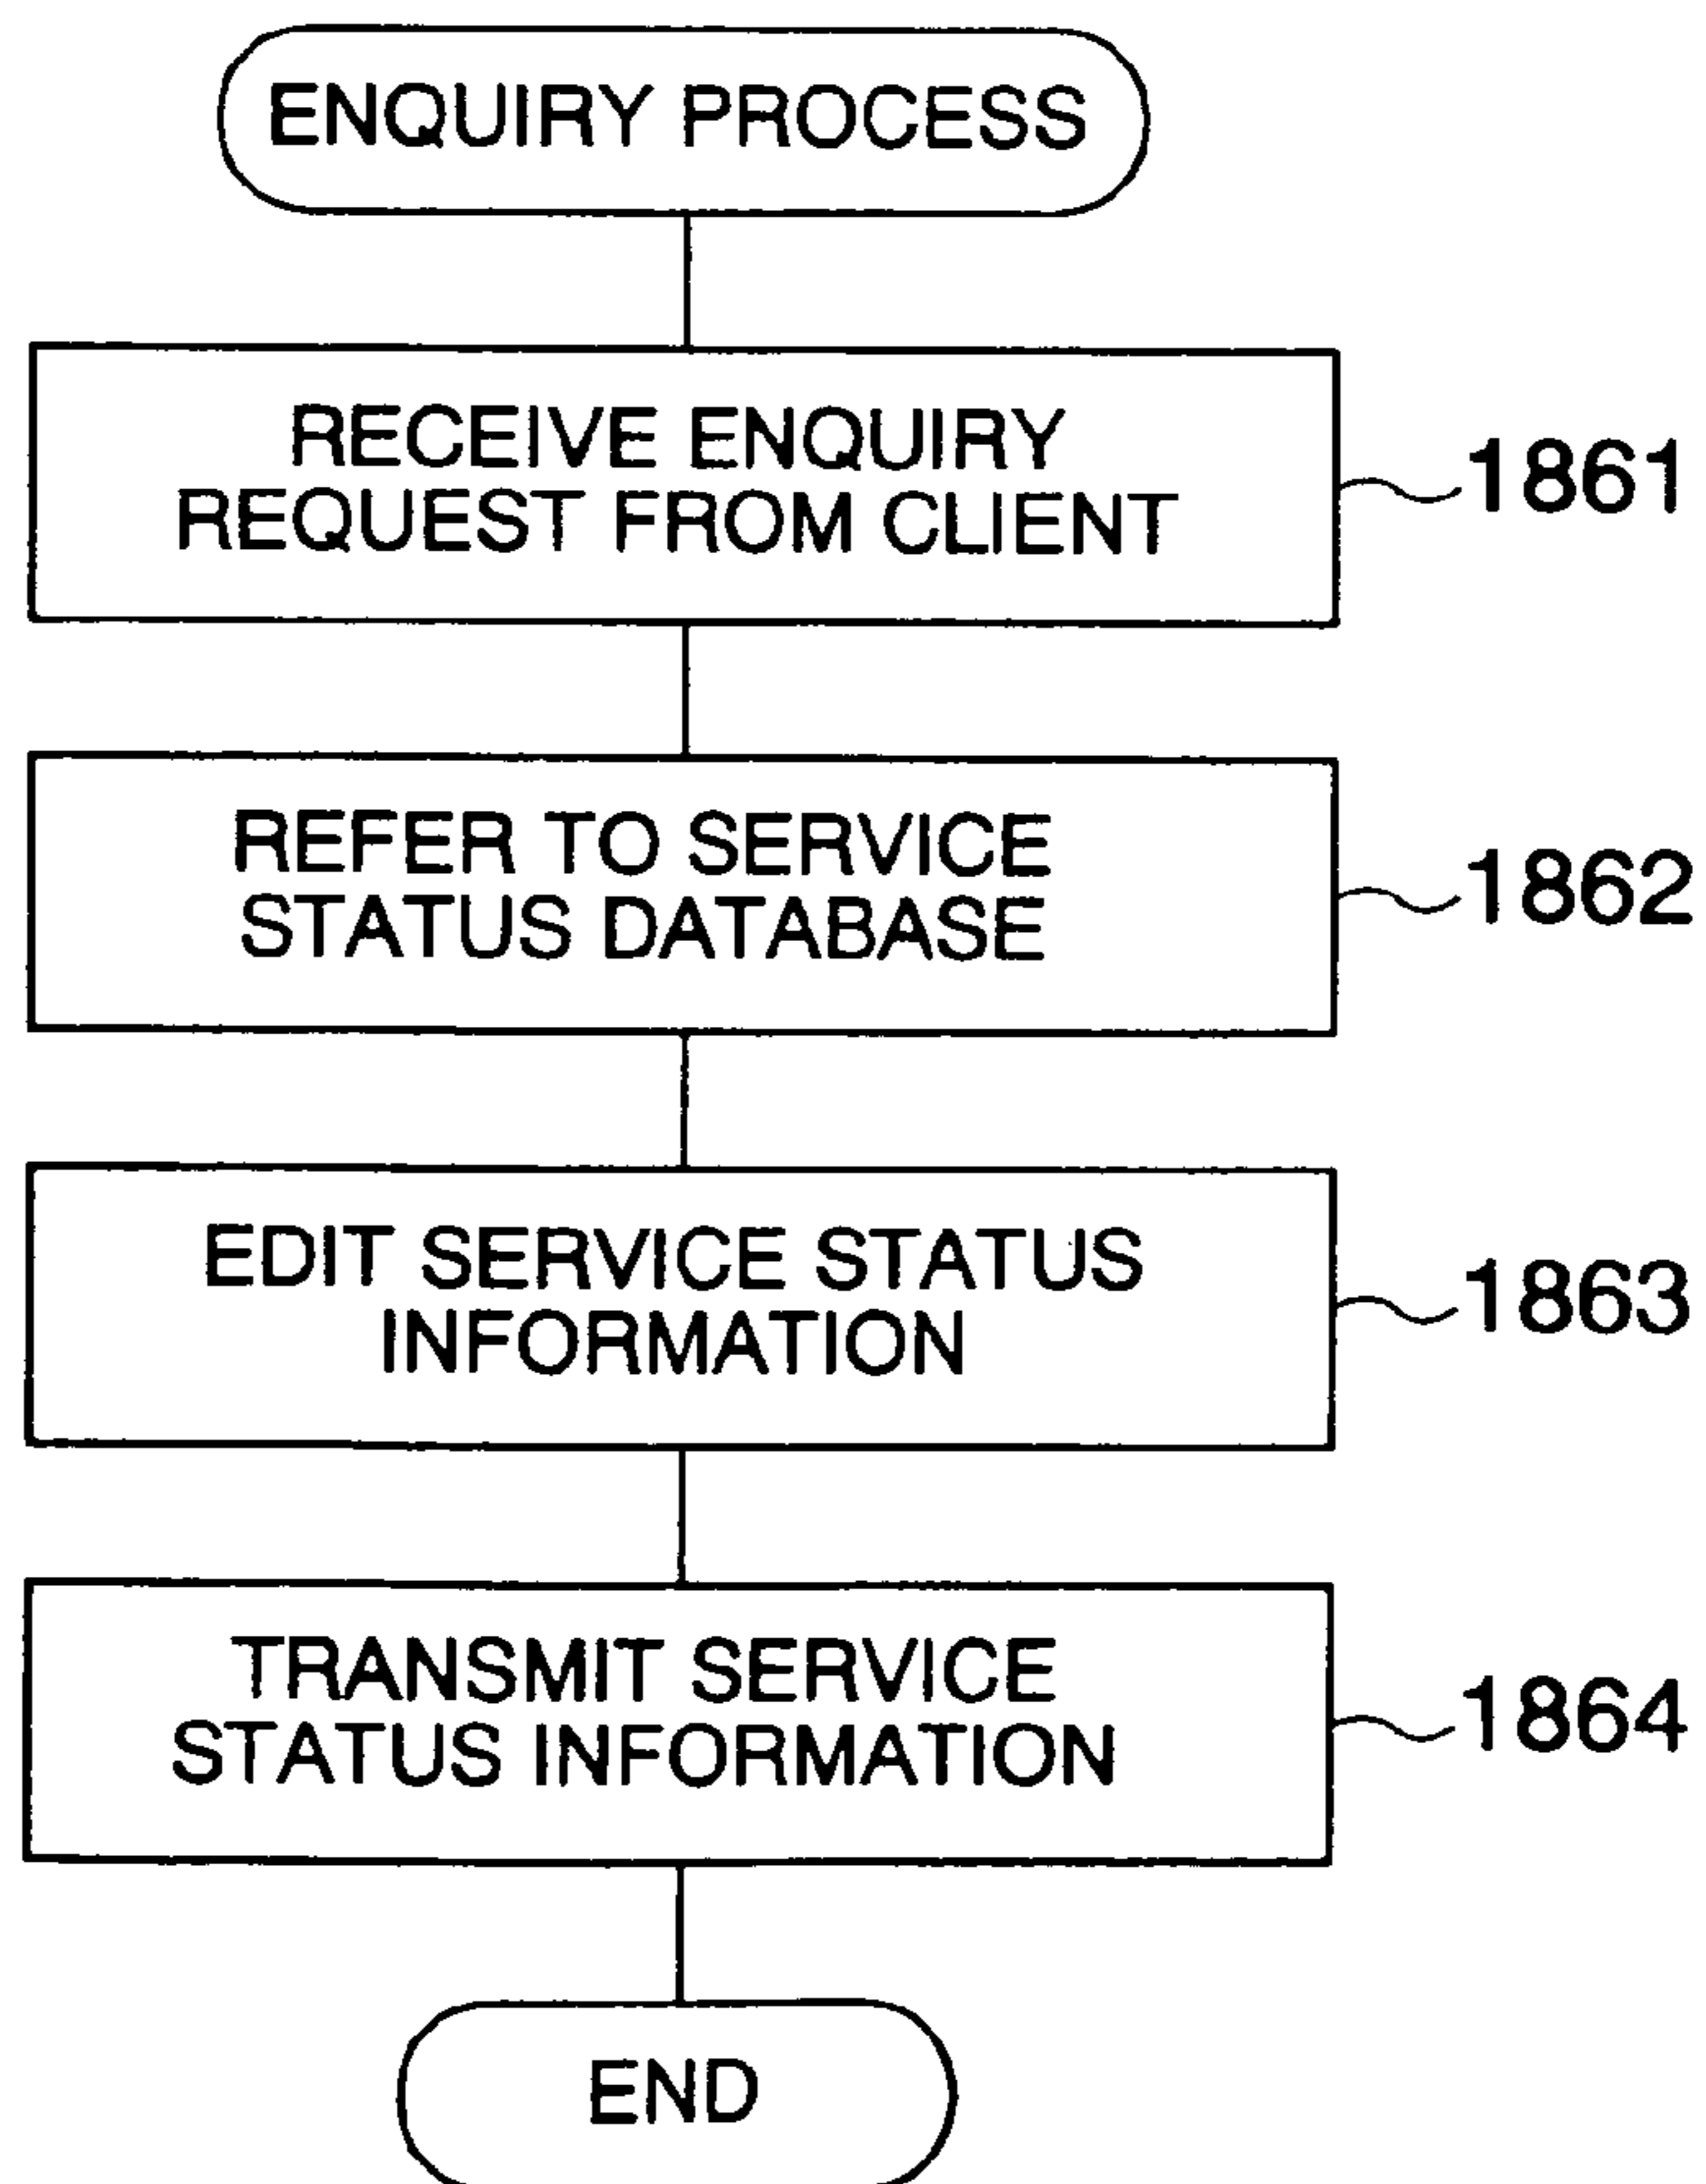 ENQUIRY PROCESS
RECEIVE ENQUIRY
REQUEST FROM CLIENT
1861
REFER TO SERVICE
STATUS DATABASE
1862
EDIT SERVICE STATUS
INFORMATION
1863
TRANSMIT SERVICE
STATUS INFORMATION
1864
END